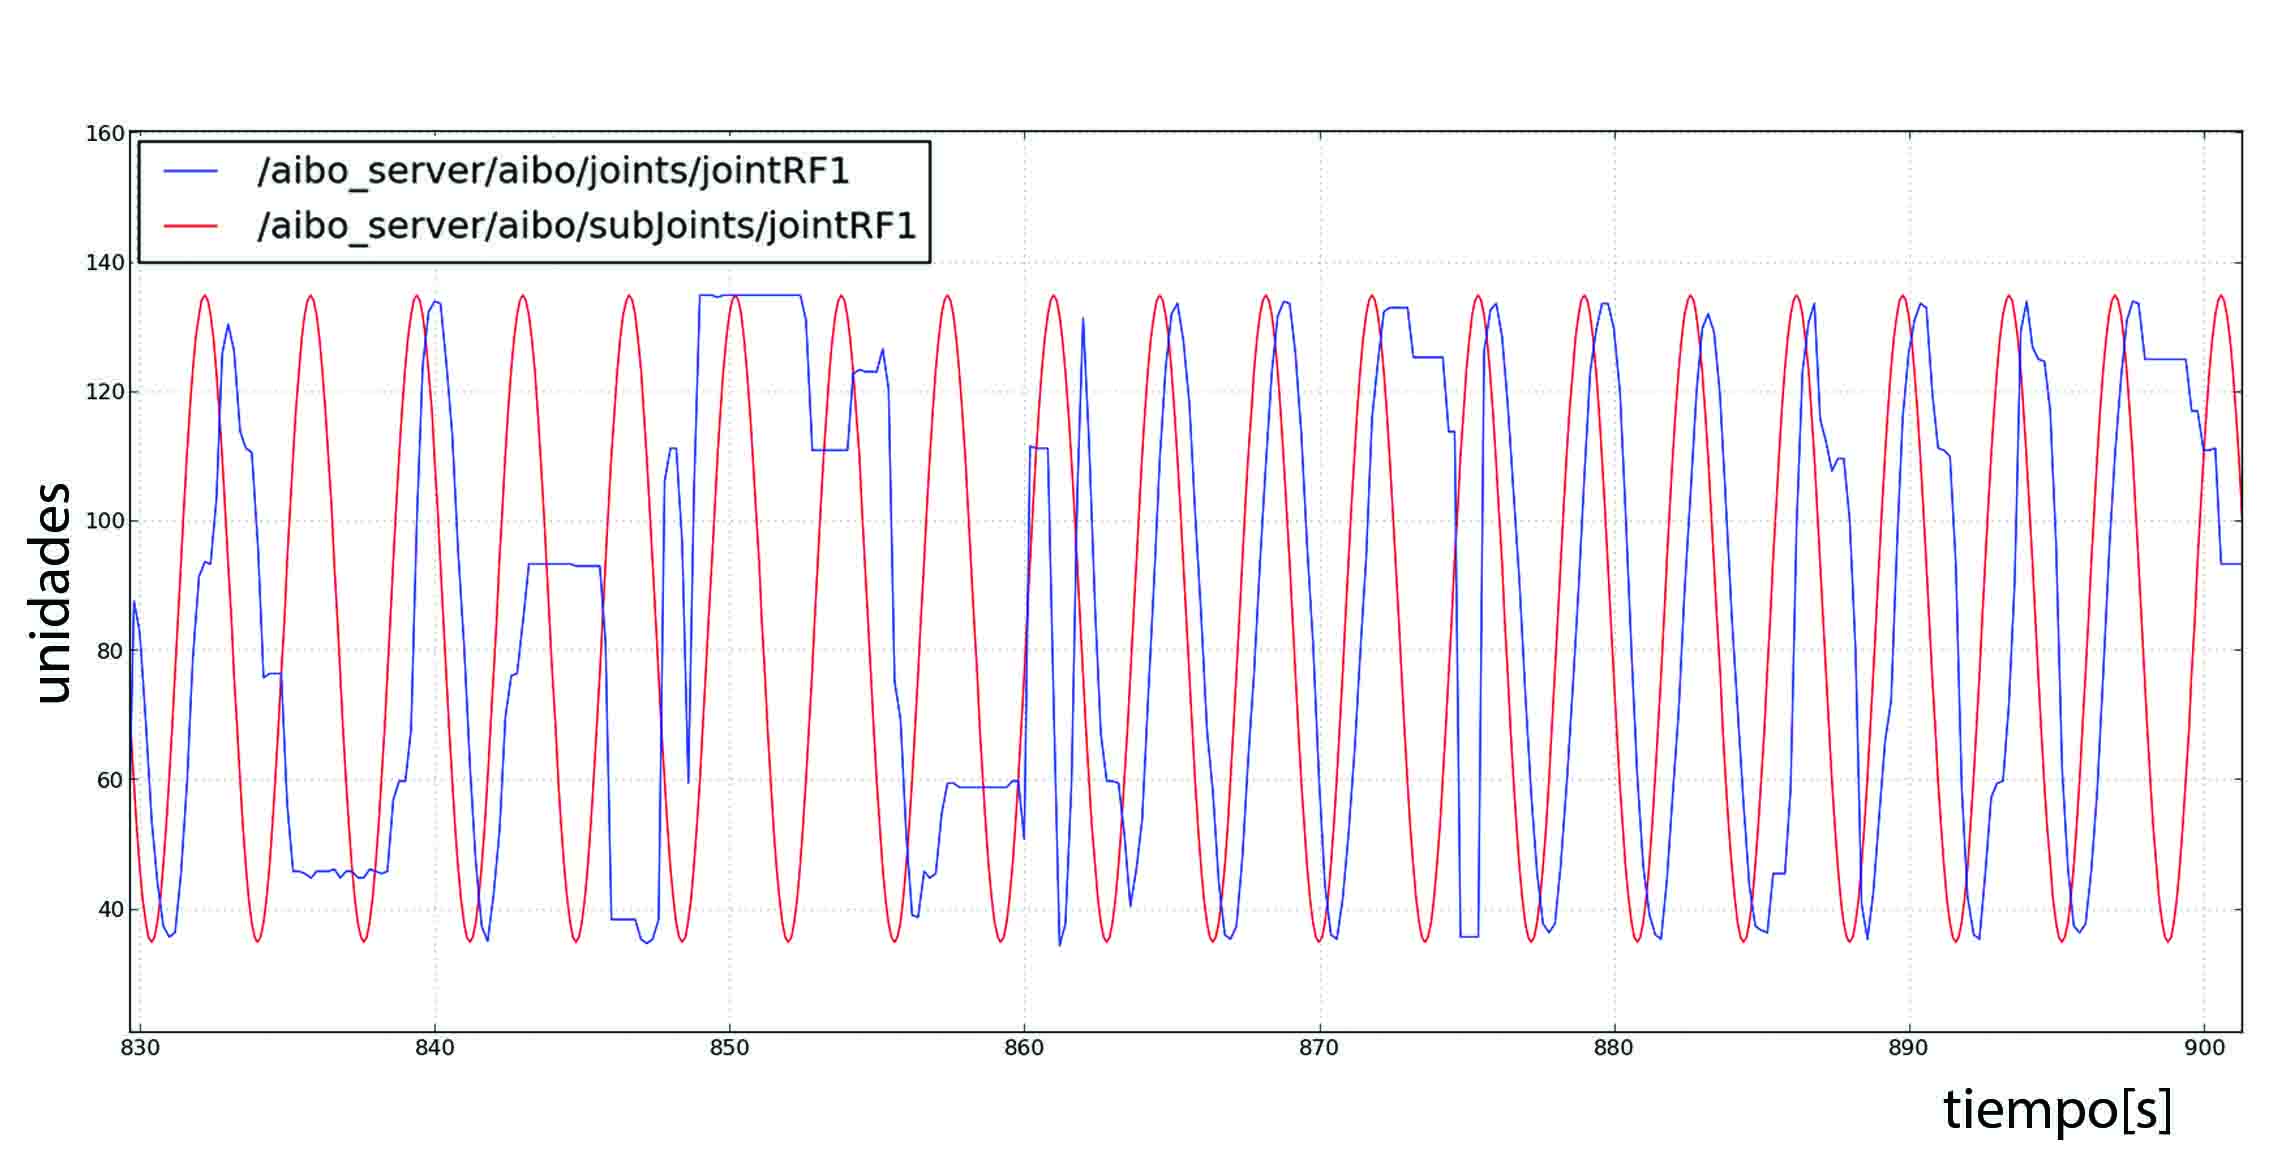 160
/aibo_server/aibo/joints/jointRF1
/aibo_server/aibo/subJoints/jointRF1
140
120
100
80
60
40
unidades
830 840 850 860 870 880 890 900
tiempo[s]